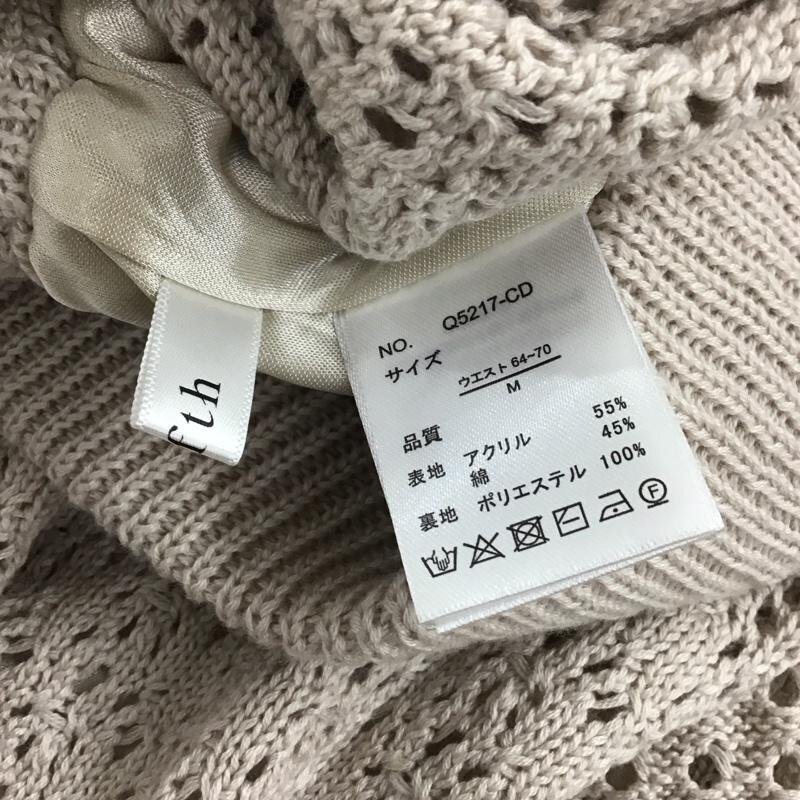 fth
NO. Q5217-CD
サイズ
ウエスト 64~70
M
品質
表地 アクリル 55%
綿 45%
裏地 ポリエステル 100%
F